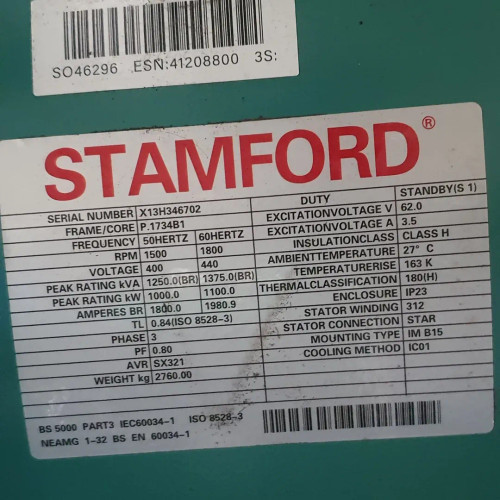 SO46296 ESN:41208800 3S:
STAMFORD®
SERIAL NUMBER X13H346702
FRAME/CORE P.1734B1
FREQUENCY 50HERTZ 60HERTZ
RPM 1500 1800
VOLTAGE 400 440
PEAK RATING kVA 1250.0(BR) 1375.0(BR)
PEAK RATING kW 1000.0 1100.0
AMPERES BR 1800.0 1980.9
TL 0.84(ISO 8528-3)
PHASE 3
PF 0.80
AVR SX321
WEIGHT kg 2760.00
DUTY STANDBY(S 1)
EXCITATIONVOLTAGE V 62.0
EXCITATIONVOLTAGE A 3.5
INSULATIONCLASS CLASS H
AMBIENTTEMPERATURE 27° C
TEMPERATURERISE 163 K
THERMALCLASSIFICATION 180(H)
ENCLOSURE IP23
STATOR WINDING 312
STATOR CONNECTION STAR
MOUNTING TYPE IM B15
COOLING METHOD IC01
BS 5000 PART3 IEC60034-1 ISO 8528-3
NEAMG 1-32 BS EN 60034-1